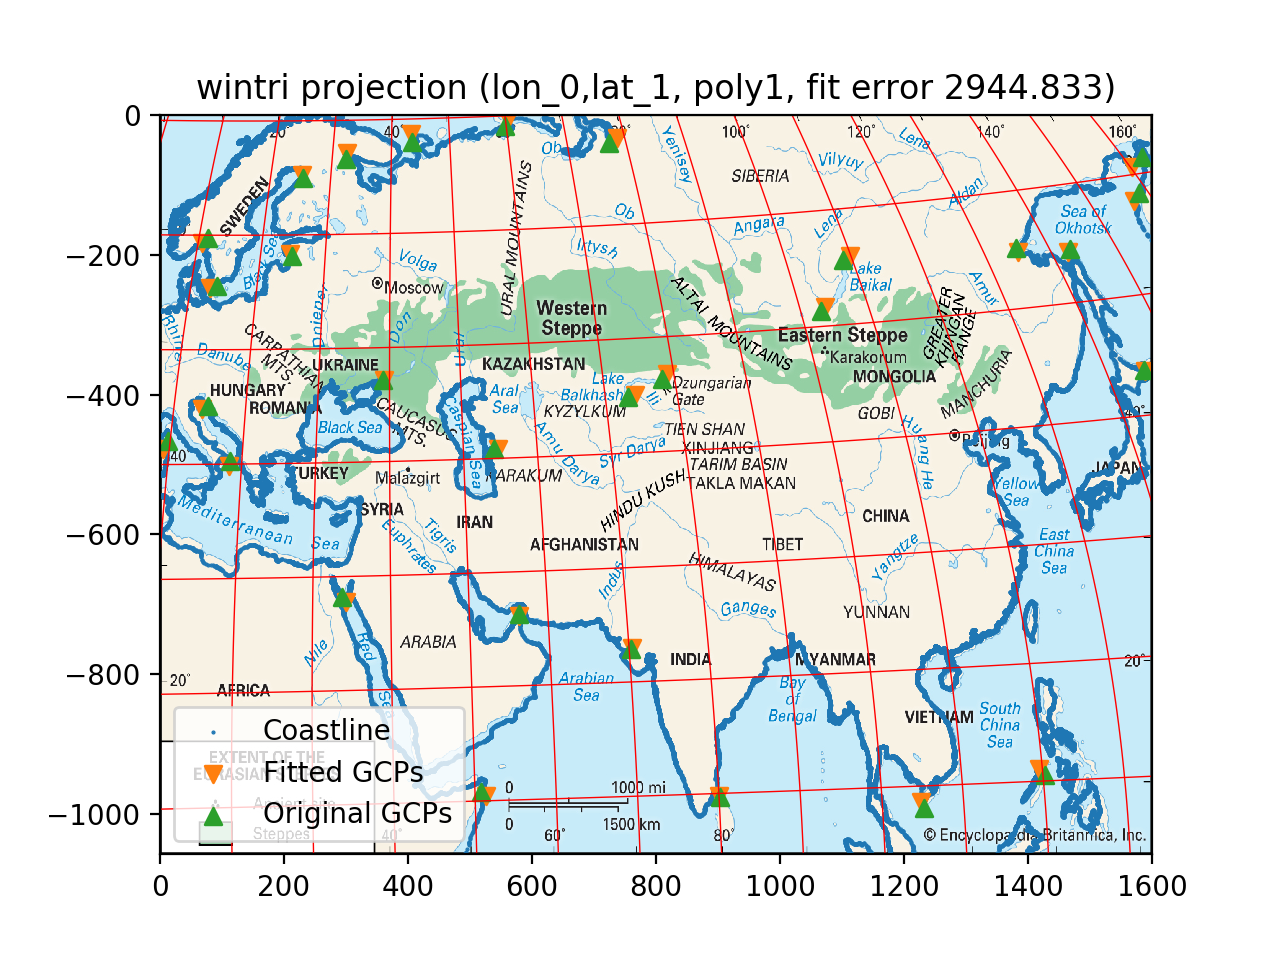 wintri projection (lon_0,lat_1, poly1, fit error 2944.833)
0
−200
−400
−600
−800
−1000
0 200 400 600 800 1000 1200 1400 1600
20° 40° 100° 120° 140° 160°
Ob
Yenisey
Lena
Vilyuy
SIBERIA
Aldan
SWEDEN
Ob
Angara
Lena
Sea of
Okhotsk
Irtysh
URAL MOUNTAINS
Volga
Moscow
Lake
Baikal
Amur
Dnieper
Don
Rhine
Western
Steppe
ALTAI MOUNTAINS
Eastern Steppe
Karakorum
GREATER
KHINGAN
RANGE
MONGOLIA
MANCHURIA
CARPATHIAN
MTS.
Danube
UKRAINE
KAZAKHSTAN
HUNGARY
ROMANIA
Aral
Sea
Lake
Balkhash
Ili
Dzungarian
Gate
KYZYLKUM
GOBI
40°
Black Sea
CAUCASUS
MTS.
Caspian Sea
Amu Darya
Syr Darya
TIEN SHAN
XINJIANG
TARIM BASIN
TAKLA MAKAN
Huang He
Beijing
40
TURKEY
Malazgirt
KARAKUM
JAPAN
Yellow
Sea
Mediterranean Sea
SYRIA
Tigris
Euphrates
IRAN
HINDU KUSH
AFGHANISTAN
TIBET
CHINA
East
China
Sea
HIMALAYAS
Yangtze
Indus
Ganges
YUNNAN
Nile
Red
Sea
ARABIA
INDIA
MYANMAR
20°
20°
AFRICA
Arabian
Sea
Bay
of
Bengal
VIETNAM
South
China
Sea
Coastline
EXTENT OF THE
Fitted GCPs
Original GCPs
Steppes
40°
0 1000 mi
0 1500 km
60° 80°
© Encyclopædia Britannica, Inc.